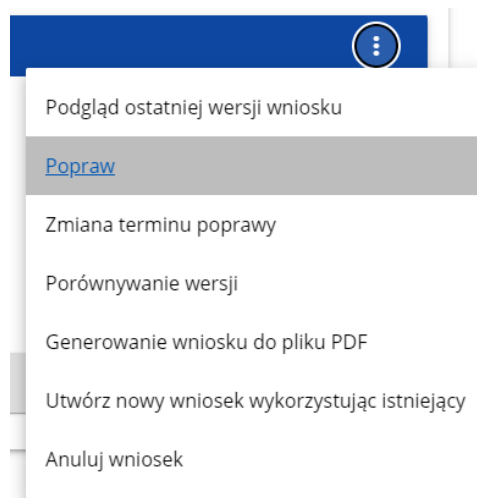 Podgląd ostatniej wersji wniosku
Popraw
Zmiana terminu poprawy
Porównywanie wersji
Generowanie wniosku do pliku PDF
Utwórz nowy wniosek wykorzystując istniejący
Anuluj wniosek